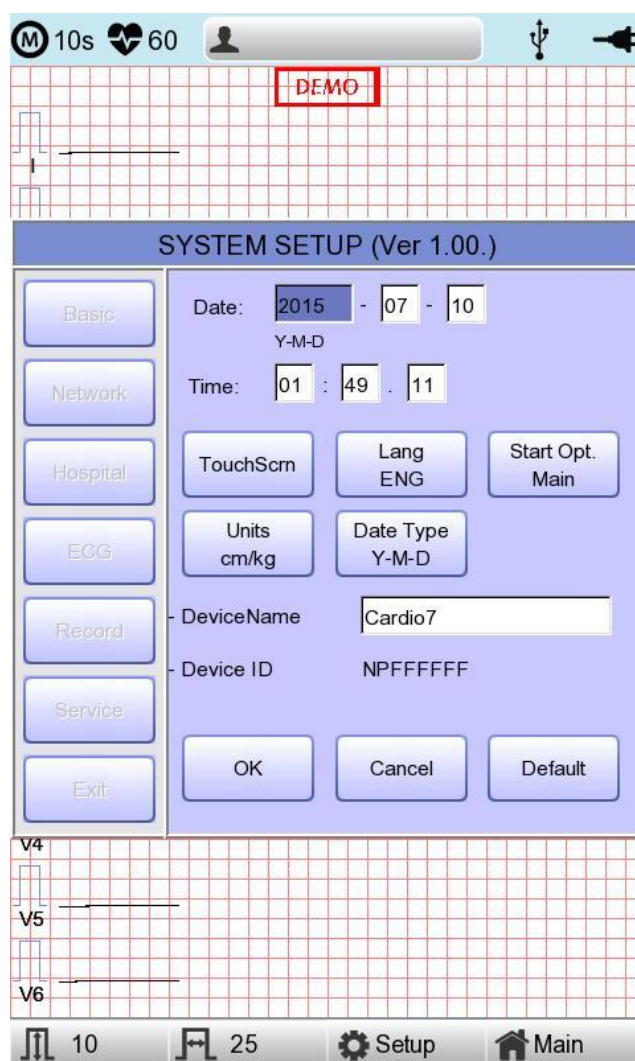 M 10s 60
DEMO
I
SYSTEM SETUP (Ver 1.00.)
Basic
Network
Hospital
ECG
Record
Service
Exit
Date: 2015 - 07 - 10
Y-M-D
Time: 01 : 49 . 11
TouchScrn
Lang
ENG
Start Opt.
Main
Units
cm/kg
Date Type
Y-M-D
- DeviceName Cardio7
- Device ID NPFFFFFF
OK Cancel Default
V4
V5
V6
10 25 Setup Main